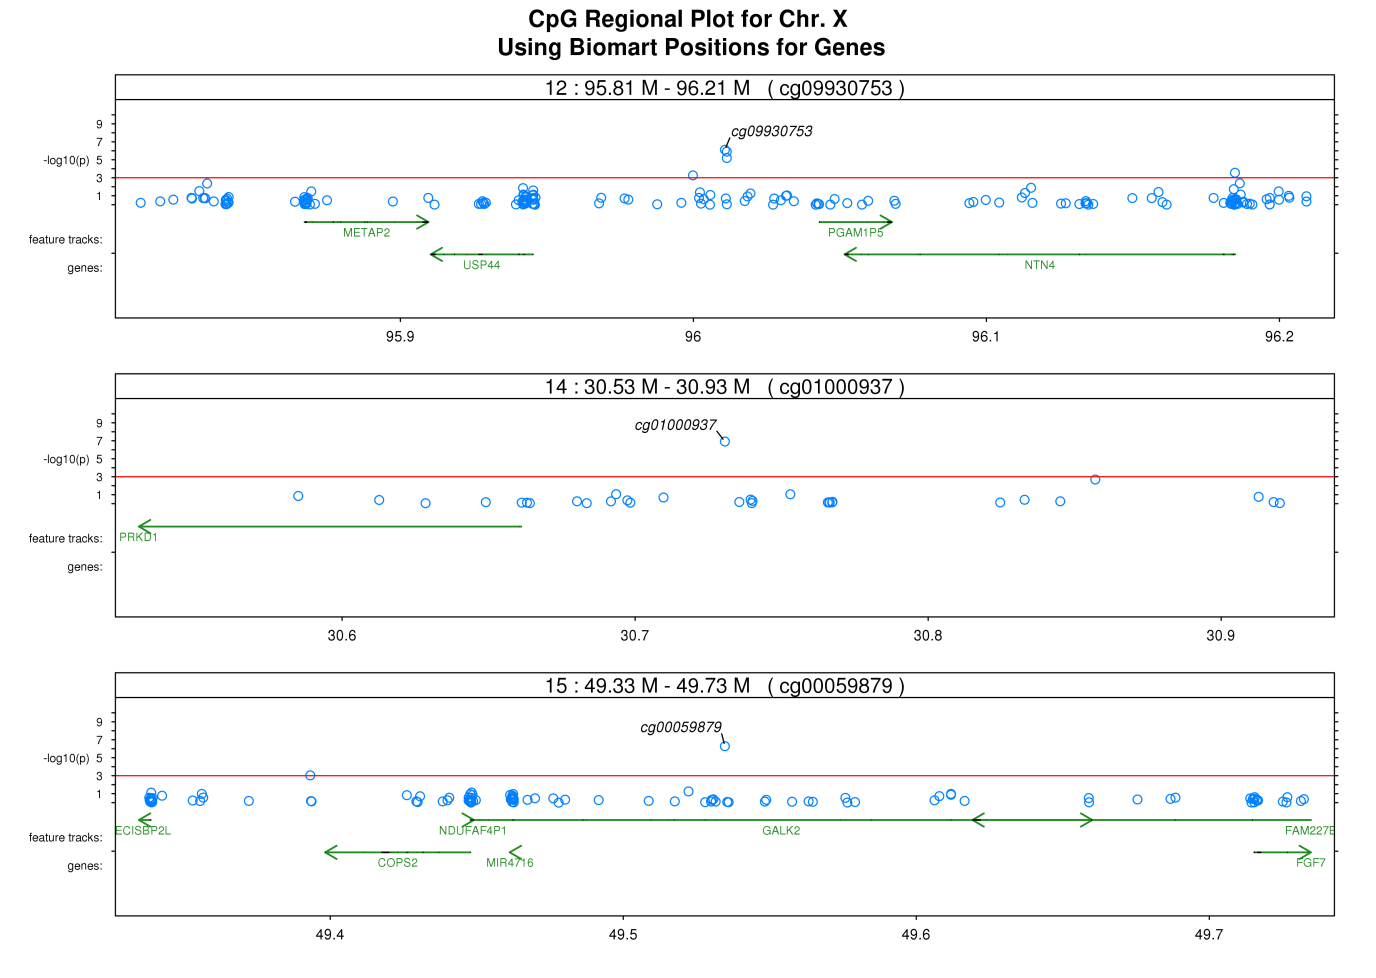 CpG Regional Plot for Chr. X
Using Biomart Positions for Genes
12 : 95.81 M - 96.21 M ( cg09930753 )
9
cg09930753
7
-log10(p) 5
3
1
METAP2 PGAM1P5
feature tracks:
USP44 NTN4
genes:
95.9 96 96.1 96.2
14 : 30.53 M - 30.93 M ( cg01000937 )
9
cg01000937
7
-log10(p) 5
3
1
feature tracks: PRKD1
genes:
30.6 30.7 30.8 30.9
15 : 49.33 M - 49.73 M ( cg00059879 )
9
cg00059879
7
-log10(p) 5
3
1
ECISBP2L NDUFAF4P1 GALK2 FAM227B
feature tracks:
COPS2 MIR4716 FGF7
genes:
49.4 49.5 49.6 49.7